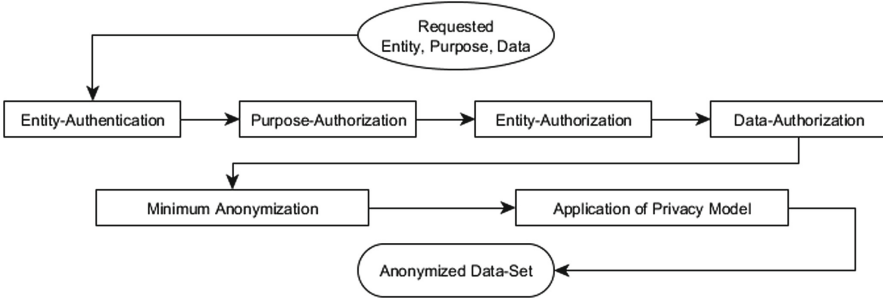 Requested
Entity, Purpose, Data
Entity-Authentication
Purpose-Authorization
Entity-Authorization
Data-Authorization
Minimum Anonymization
Application of Privacy Model
Anonymized Data-Set